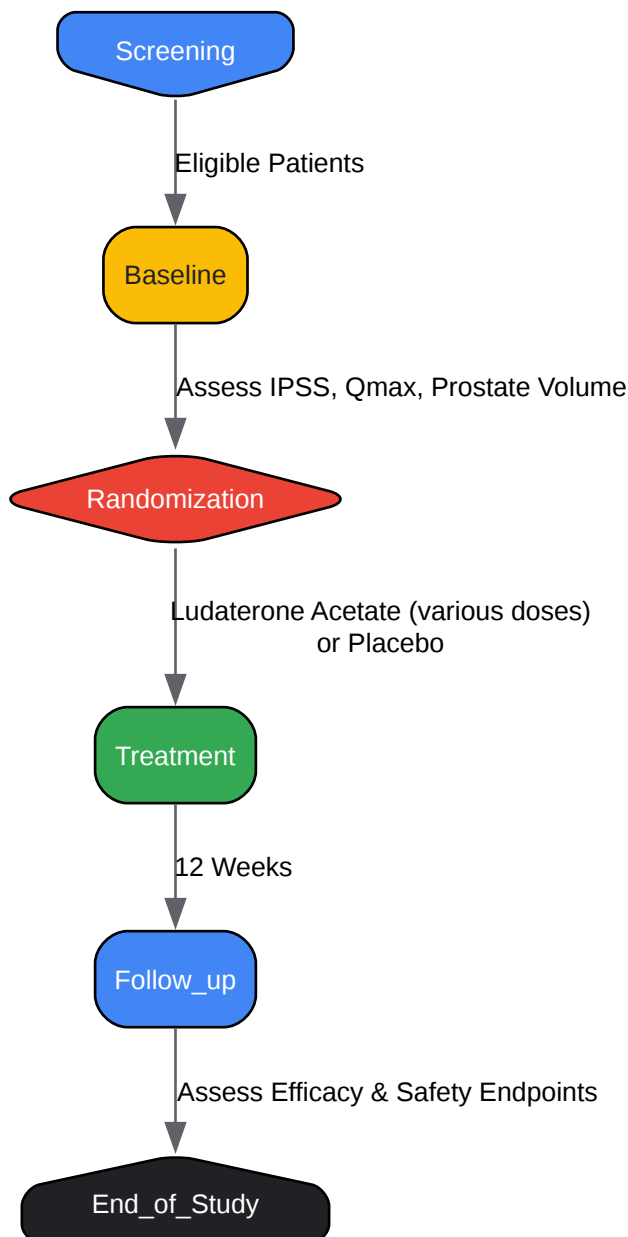 Screening
Eligible Patients
Baseline
Assess IPSS, Qmax, Prostate Volume
Randomization
Ludaterone Acetate (various doses)
or Placebo
Treatment
12 Weeks
Follow_up
Assess Efficacy & Safety Endpoints
End_of_Study